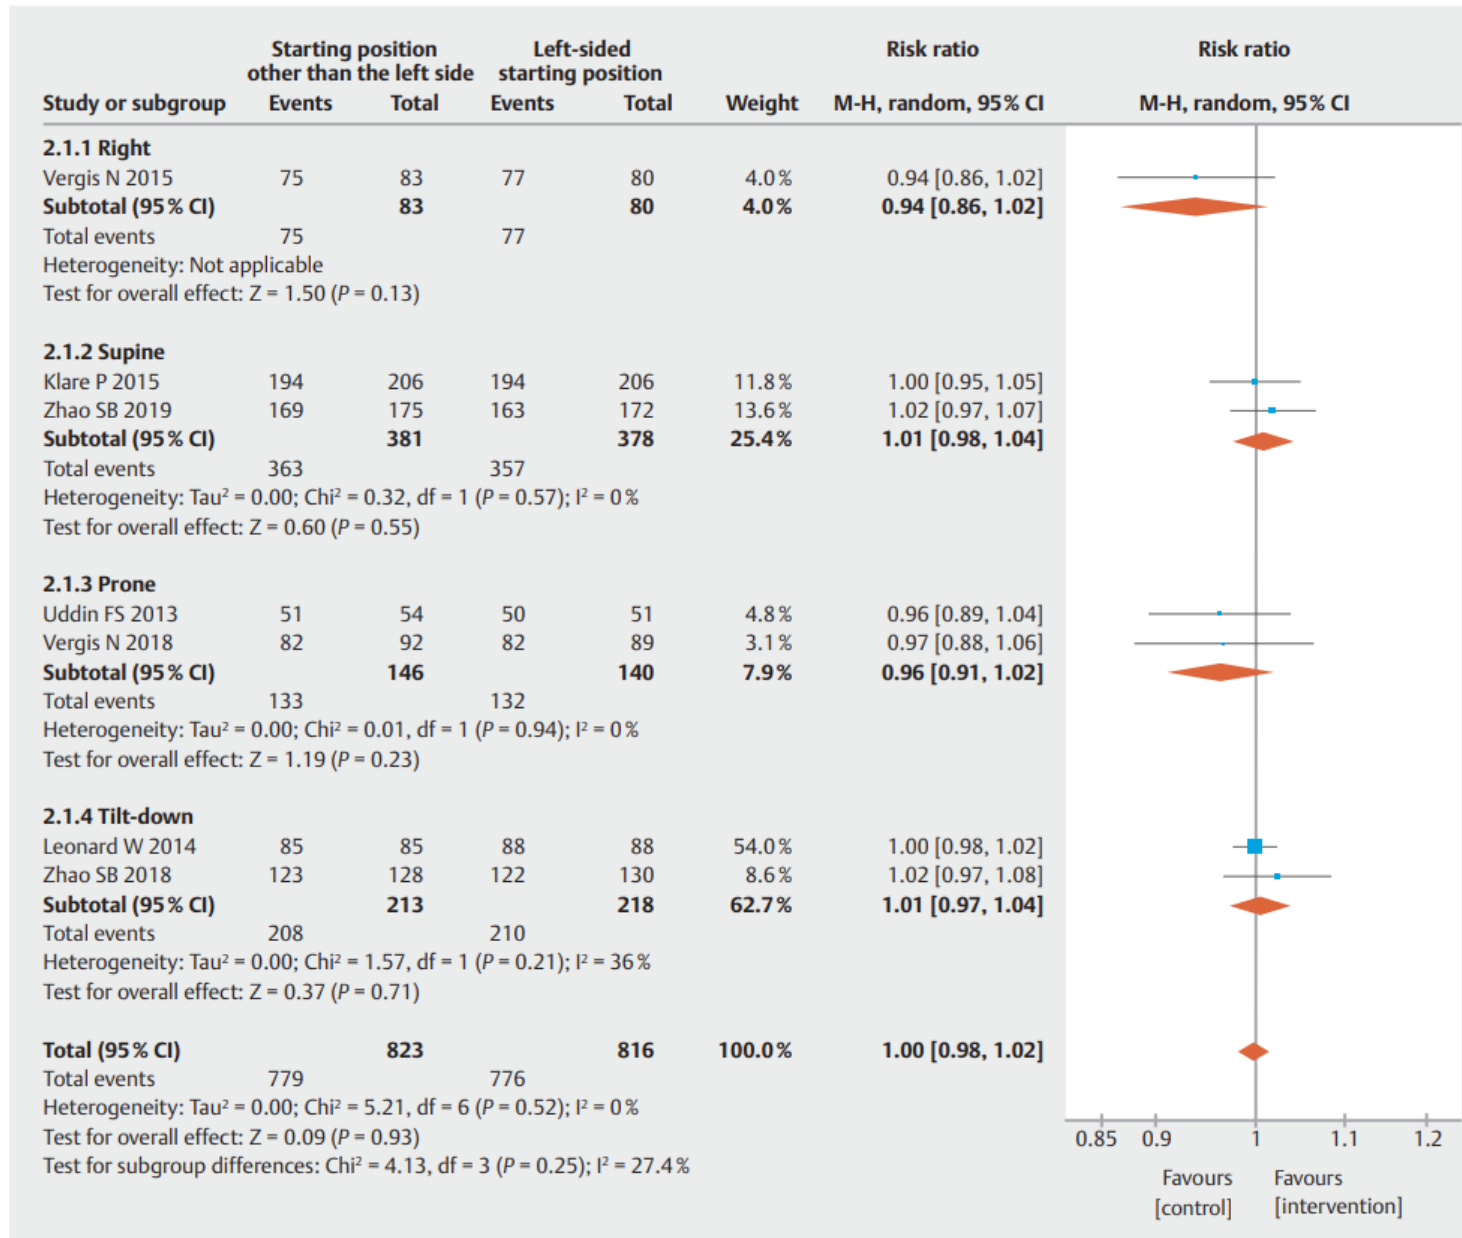 Starting position other than the left side Left-sided starting position Risk ratio Risk ratio
Study or subgroup Events Total Events Total Weight M-H, random, 95% CI M-H, random, 95% CI
2.1.1 Right
Vergis N 2015 75 83 77 80 4.0% 0.94 [0.86, 1.02]
Subtotal (95% CI) 83 80 4.0% 0.94 [0.86, 1.02]
Total events 75 77
Heterogeneity: Not applicable
Test for overall effect: Z = 1.50 (P = 0.13)
2.1.2 Supine
Klare P 2015 194 206 194 206 11.8% 1.00 [0.95, 1.05]
Zhao SB 2019 169 175 163 172 13.6% 1.02 [0.97, 1.07]
Subtotal (95% CI) 381 378 25.4% 1.01 [0.98, 1.04]
Total events 363 357
Heterogeneity: Tau² = 0.00; Chi² = 0.32, df = 1 (P = 0.57); I² = 0%
Test for overall effect: Z = 0.60 (P = 0.55)
2.1.3 Prone
Uddin FS 2013 51 54 50 51 4.8% 0.96 [0.89, 1.04]
Vergis N 2018 82 92 82 89 3.1% 0.97 [0.88, 1.06]
Subtotal (95% CI) 146 140 7.9% 0.96 [0.91, 1.02]
Total events 133 132
Heterogeneity: Tau² = 0.00; Chi² = 0.01, df = 1 (P = 0.94); I² = 0%
Test for overall effect: Z = 1.19 (P = 0.23)
2.1.4 Tilt-down
Leonard W 2014 85 85 88 88 54.0% 1.00 [0.98, 1.02]
Zhao SB 2018 123 128 122 130 8.6% 1.02 [0.97, 1.08]
Subtotal (95% CI) 213 218 62.7% 1.01 [0.97, 1.04]
Total events 208 210
Heterogeneity: Tau² = 0.00; Chi² = 1.57, df = 1 (P = 0.21); I² = 36%
Test for overall effect: Z = 0.37 (P = 0.71)
Total (95% CI) 823 816 100.0% 1.00 [0.98, 1.02]
Total events 779 776
Heterogeneity: Tau² = 0.00; Chi² = 5.21, df = 6 (P = 0.52); I² = 0%
Test for overall effect: Z = 0.09 (P = 0.93)
Test for subgroup differences: Chi² = 4.13, df = 3 (P = 0.25); I² = 27.4%
0.85 0.9 1 1.1 1.2
Favours [control] Favours [intervention]